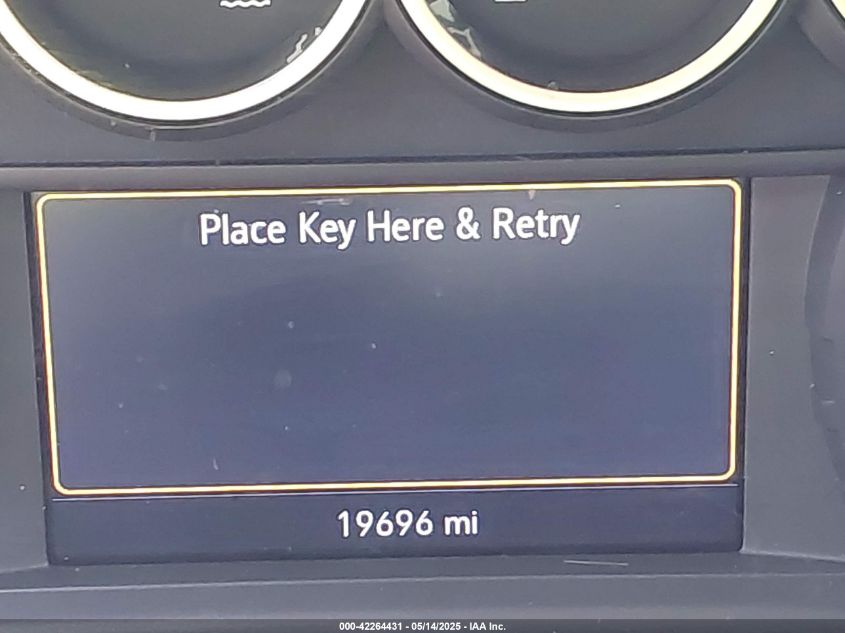 Place Key Here & Retry
19696 mi
000-42264431 - 05/14/2025 - IAA Inc.